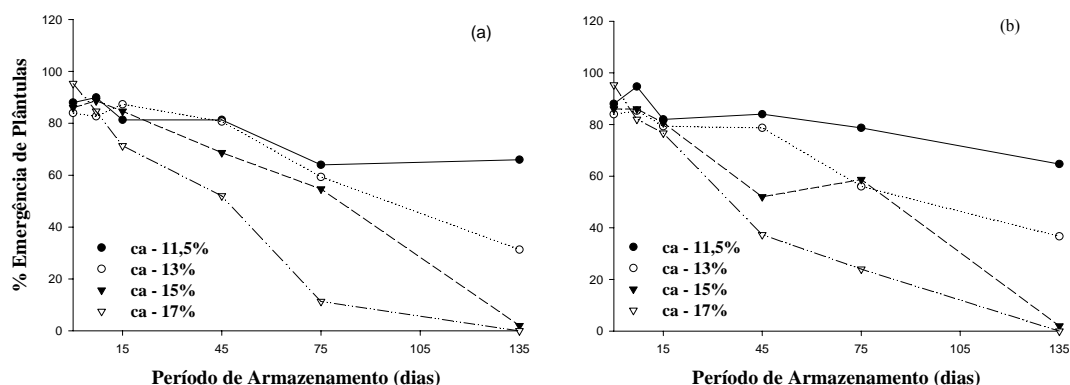 (a)
% Emergência de Plântulas
120
100
80
60
40
20
0
ca - 11,5%
ca - 13%
ca - 15%
ca - 17%
15 45 75 105 135
Período de Armazenamento (dias)
(b)
120
100
80
60
40
20
0
ca - 11,5%
ca - 13%
ca - 15%
ca - 17%
15 45 75 105 135
Período de Armazenamento (dias)